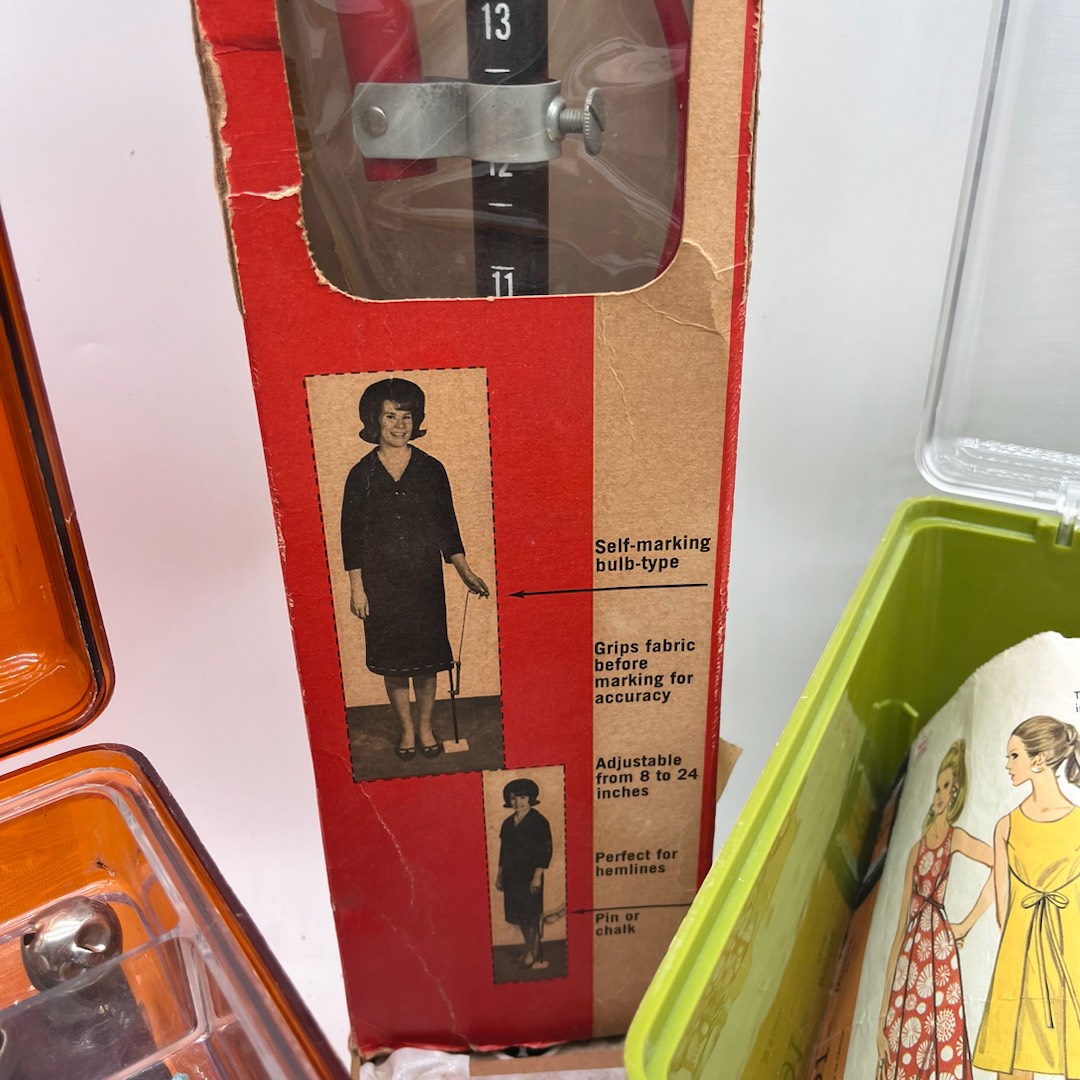 13
12
11
Self-marking
bulb-type
Grips fabric
before
marking for
accuracy
Adjustable
from 8 to 24
inches
Perfect for
hemlines
Pin or
chalk